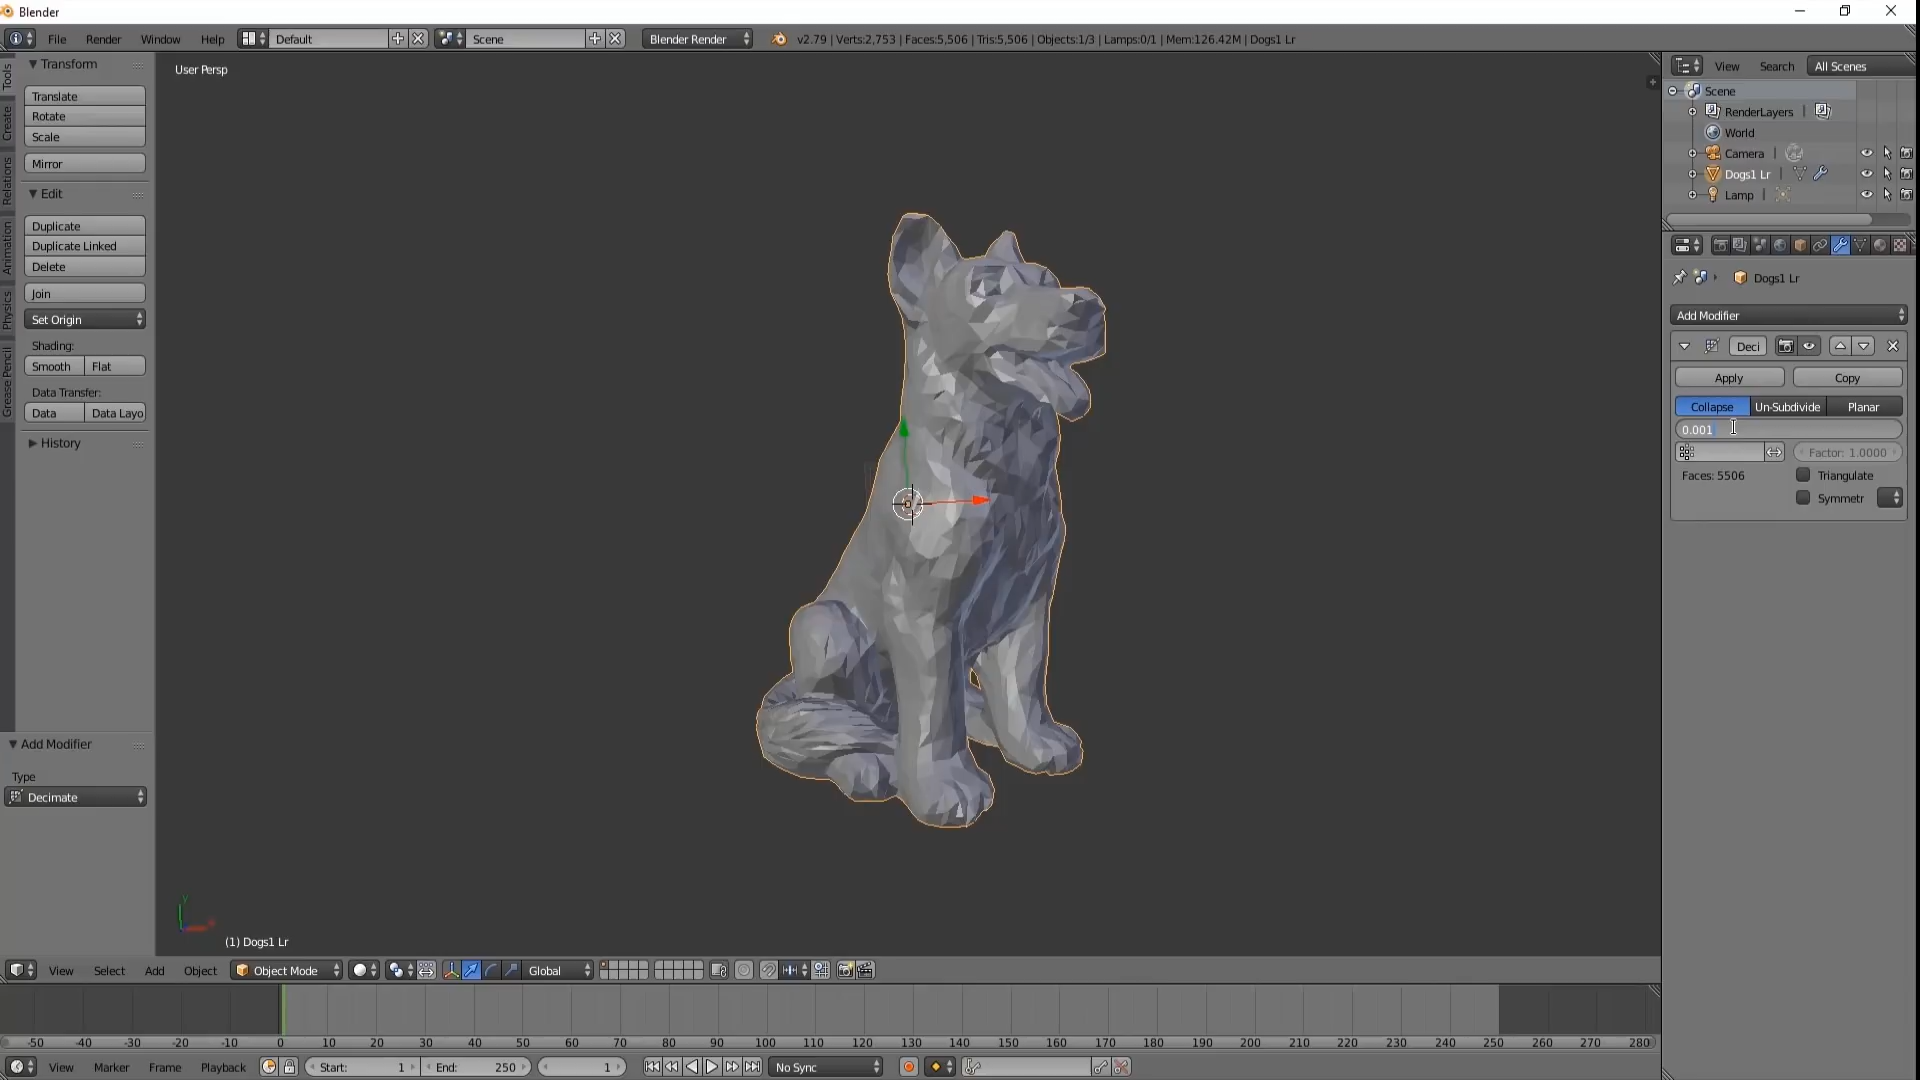 Blender
File Render Window Help Default Scene Blender Render v2.79 | Verts:2,753 | Faces:5,506 | Tris:5,506 | Objects:1/3 | Lamps:0/1 | Mem:126.42M | Dogs1 Lr
Tools
Create
Relations
Animation
Physics
Grease Pencil
Transform
Translate
Rotate
Scale
Mirror
Edit
Duplicate
Duplicate Linked
Delete
Join
Set Origin
Shading:
Smooth Flat
Data Transfer:
Data Data Layo
History
Add Modifier
Type
Decimate
User Persp
(1) Dogs1 Lr
View Search All Scenes
Scene
RenderLayers |
World
Camera |
Dogs1 Lr |
Lamp |
Dogs1 Lr
Add Modifier
Deci
Apply Copy
Collapse Un-Subdivide Planar
0.001
Factor: 1.0000
Faces: 5506 Triangulate
Symmetr
View Select Add Object Object Mode Global
-50 -40 -30 -20 -10 0 10 20 30 40 50 60 70 80 90 100 110 120 130 140 150 160 170 180 190 200 210 220 230 240 250 260 270 280
View Marker Frame Playback Start: 1 End: 250 1 No Sync